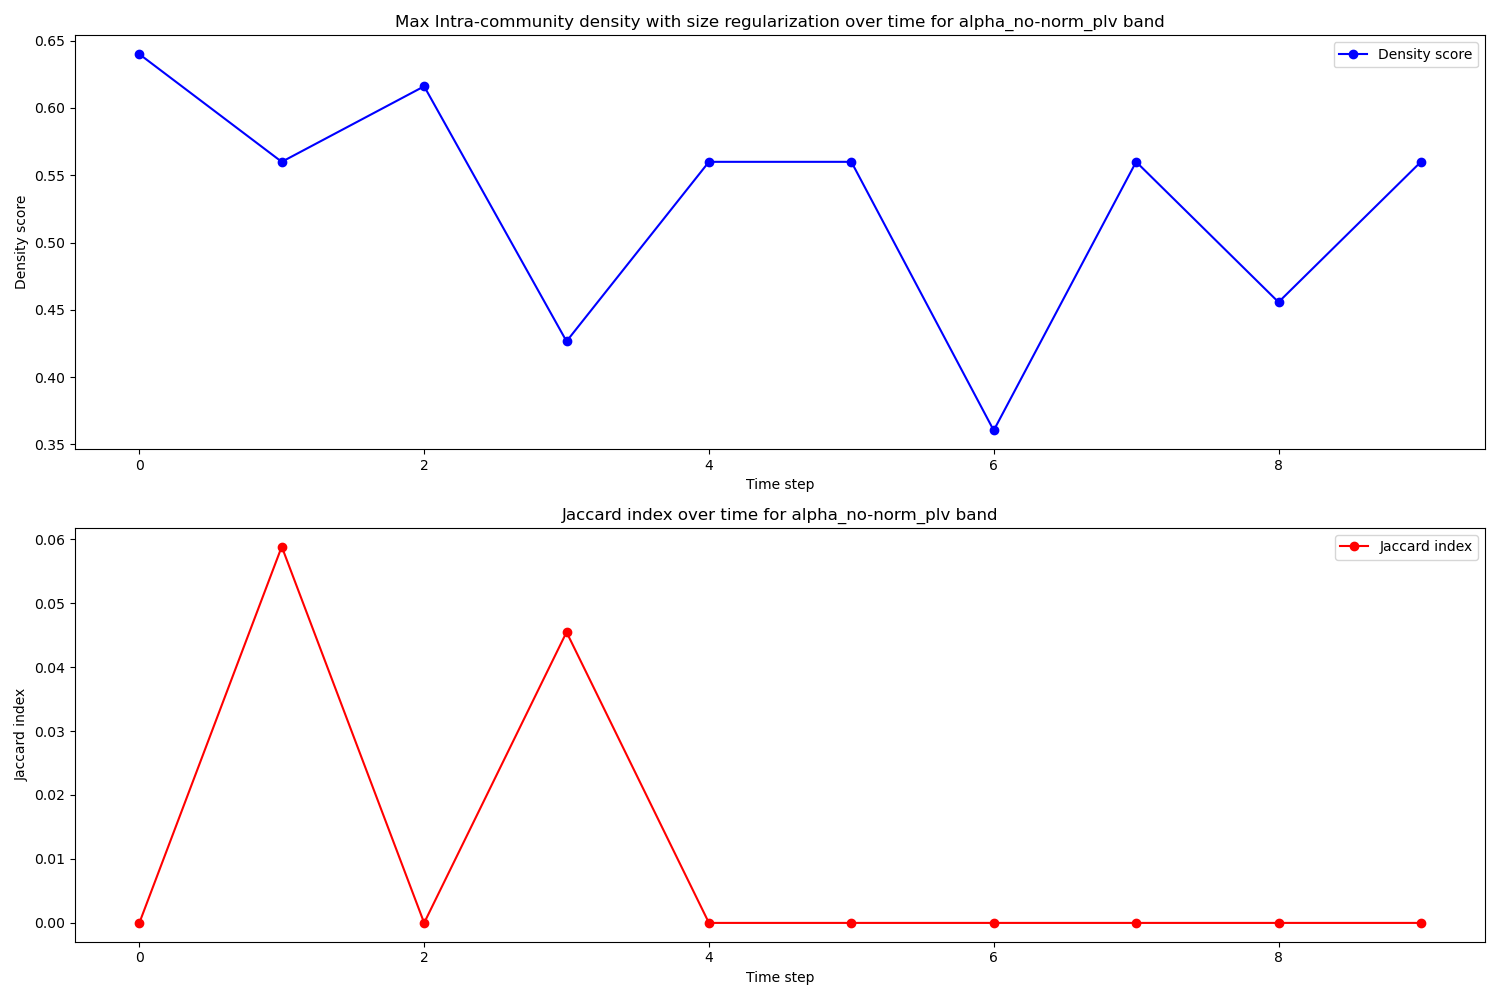 Max Intra-community density with size regularization over time for alpha_no-norm_plv band
Density score
0.65
0.60
0.55
0.50
0.45
0.40
0.35
Density score
0 2 4 6 8
Time step
Jaccard index over time for alpha_no-norm_plv band
Jaccard index
0.06
0.05
0.04
0.03
0.02
0.01
0.00
Jaccard index
0 2 4 6 8
Time step